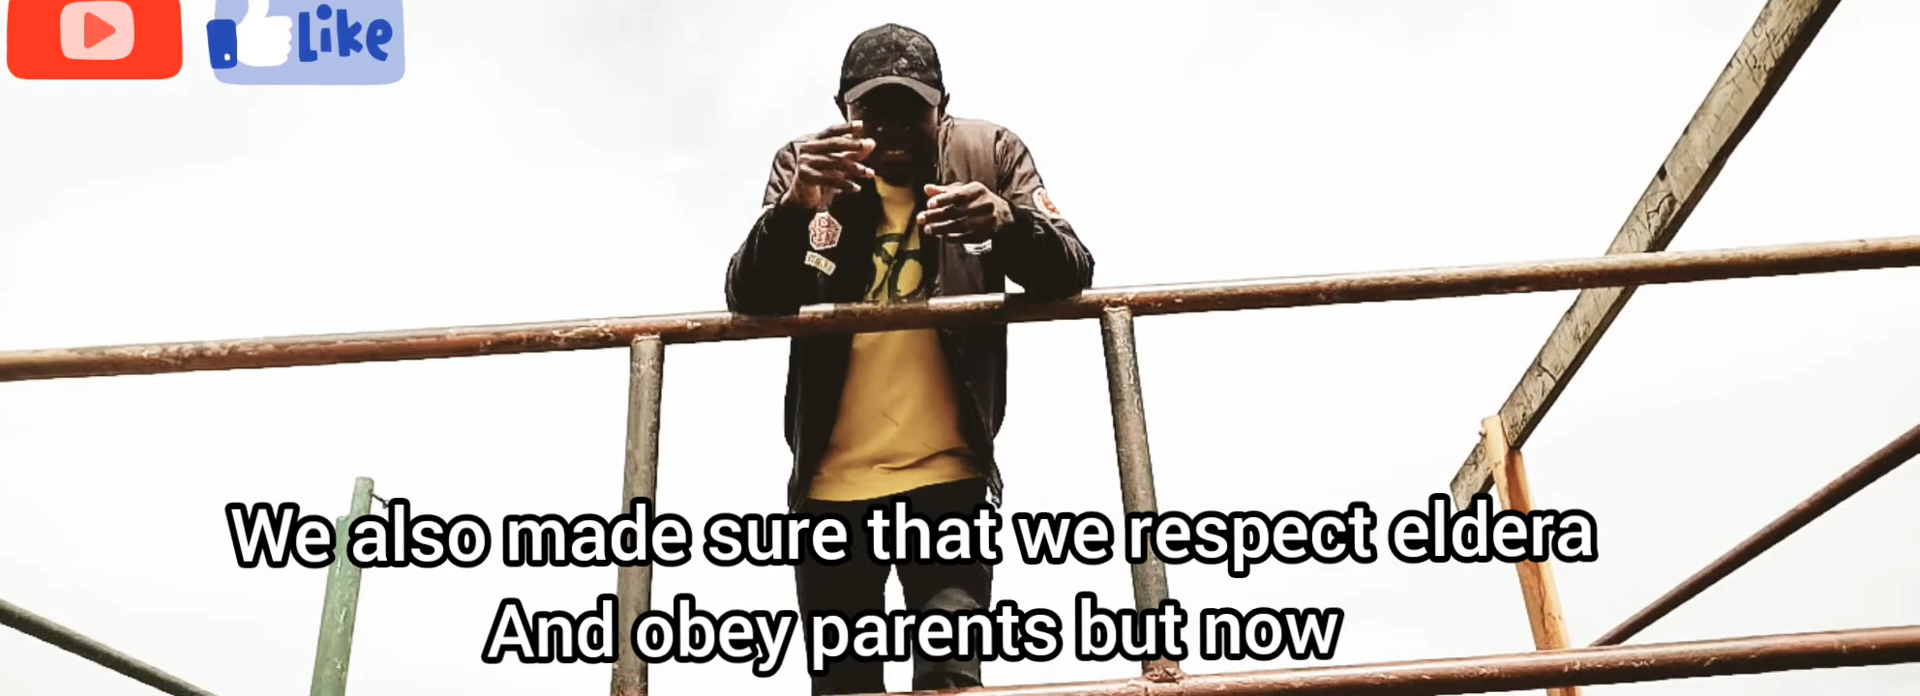 Like
We also made sure that we respect eldera
And obey parents but now